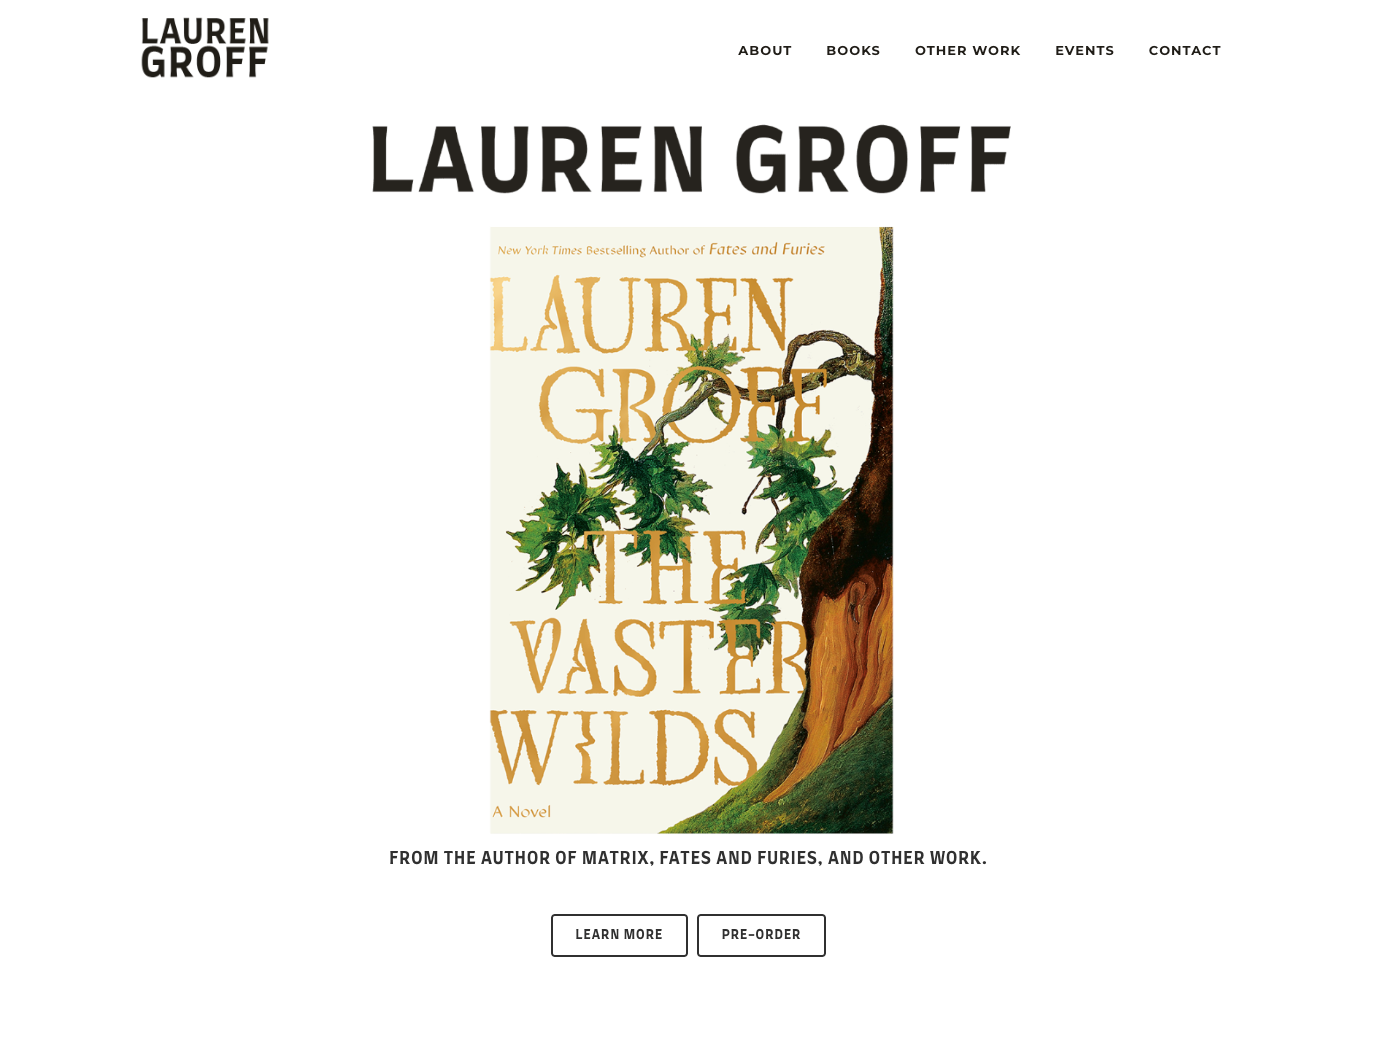 LAUREN
GROFF
ABOUT
BOOKS
OTHER WORK
EVENTS
CONTACT
LAUREN GROFF
New York Times Bestselling Author of Fates and Furies
LAUREN
GROFF
THE
VASTER
WILDS
A Novel
FROM THE AUTHOR OF MATRIX, FATES AND FURIES, AND OTHER WORK.
LEARN MORE
PRE-ORDER